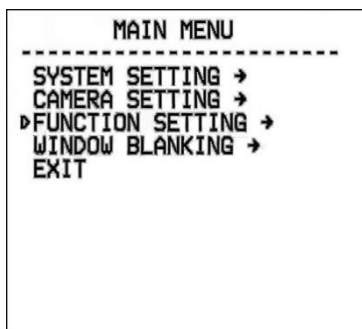 MAIN MENU
SYSTEM SETTING →
CAMERA SETTING →
FUNCTION SETTING →
WINDOW BLANKING →
EXIT